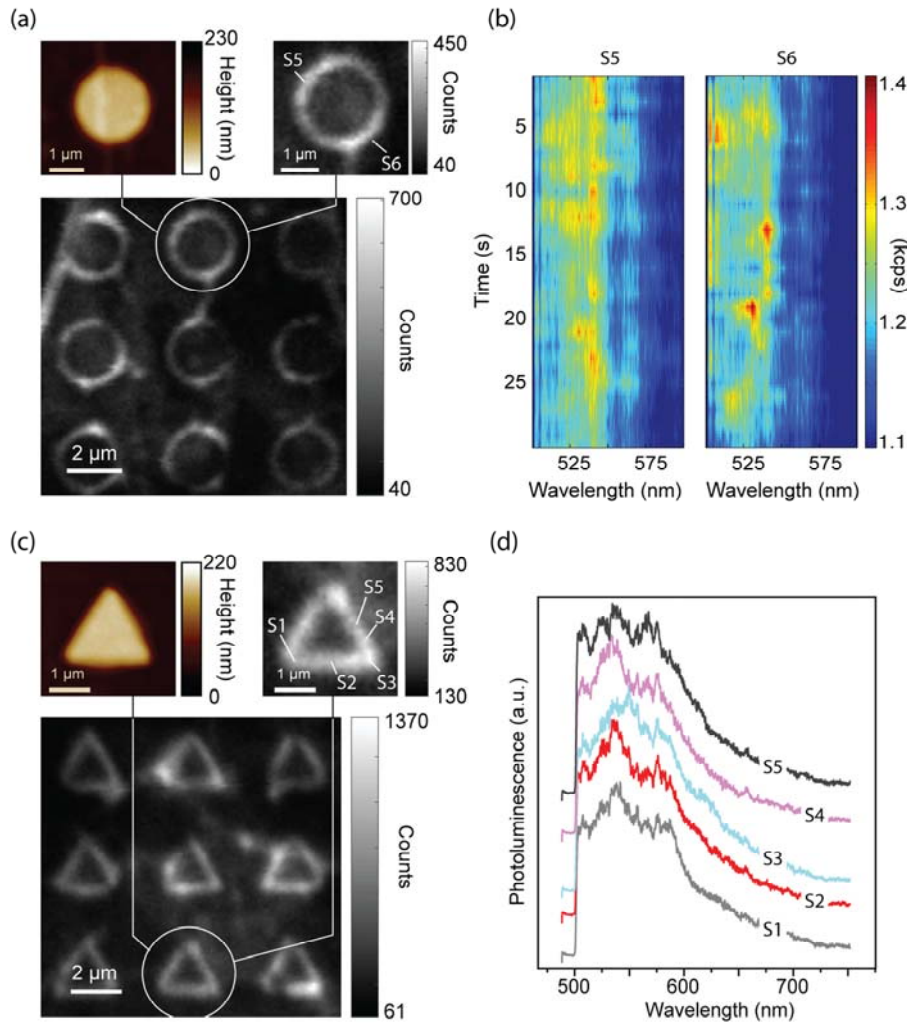 (a)
230
Height (nm)
0
1 µm
S5
S6
1 µm
450
Counts
40
2 µm
700
Counts
40
(b)
S5
S6
Time (s)
5
10
15
20
25
525
575
Wavelength (nm)
525
575
Wavelength (nm)
1.4
1.3
(kcps)
1.2
1.1
(c)
220
Height (nm)
0
1 µm
S1
S5
S4
S2
S3
1 µm
830
Counts
130
2 µm
1370
Counts
61
(d)
Photoluminescence (a.u.)
S5
S4
S3
S2
S1
500
600
700
Wavelength (nm)